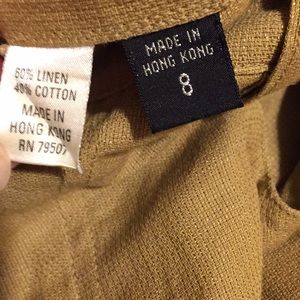 60% LINEN
40% COTTON
MADE IN
HONG KONG
RN 79507
MADE IN
HONG KONG
8